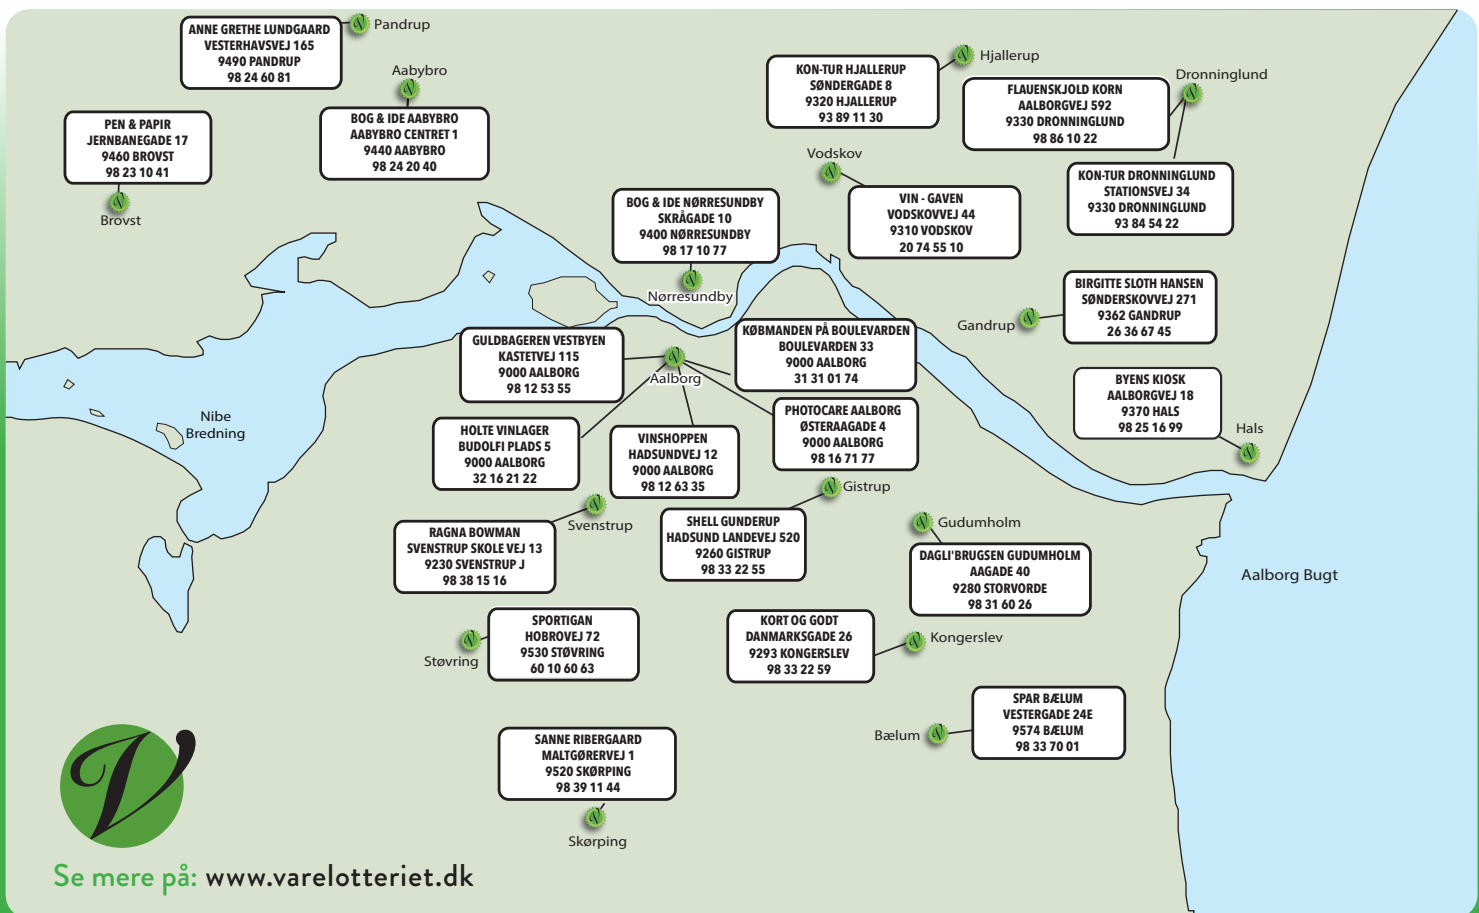 ANNE GRETHE LUNDGAARD
VESTERHAVSVEJ 165
9490 PANDRUP
98 24 60 81
Pandrup
Aabybro
BOG & IDE AABYBRO
AABYBRO CENTRET 1
9440 AABYBRO
98 24 20 40
PEN & PAPIR
JERNBANEGADE 17
9460 BROVST
98 23 10 41
Brovst
KON-TUR HJALLERUP
SØNDERGADE 8
9320 HJALLERUP
93 89 11 30
Hjallerup
Dronninglund
FLAUENSKJOLD KORN
AALBORGVEJ 592
9330 DRONNINGLUND
98 86 10 22
KON-TUR DRONNINGLUND
STATIONSVEJ 34
9330 DRONNINGLUND
93 84 54 22
Vodskov
VIN - GAVEN
VODSKOVVEJ 44
9310 VODSKOV
20 74 55 10
BOG & IDE NØRRESUNDBY
SKRÅGADE 10
9400 NØRRESUNDBY
98 17 10 77
Nørresundby
BIRGITTE SLOTH HANSEN
SØNDERSKOVVEJ 271
9362 GANDRUP
26 36 67 45
Gandrup
GULDBAGEREN VESTBYEN
KASTETVEJ 115
9000 AALBORG
98 12 53 55
Aalborg
KØBMANDEN PÅ BOULEVARDEN
BOULEVARDEN 33
9000 AALBORG
31 31 01 74
BYENS KIOSK
AALBORGVEJ 18
9370 HALS
98 25 16 99
Hals
Nibe
Bredning
HOLTE VINLAGER
BUDOLFI PLADS 5
9000 AALBORG
32 16 21 22
VINSHOPPEN
HADSUNDVEJ 12
9000 AALBORG
98 12 63 35
PHOTOCARE AALBORG
ØSTERAAGADE 4
9000 AALBORG
98 16 71 77
Gistrup
SHELL GUNDERUP
HADSUND LANDEVEJ 520
9260 GISTRUP
98 33 22 55
Svenstrup
RAGNA BOWMAN
SVENSTRUP SKOLE VEJ 13
9230 SVENSTRUP J
98 38 15 16
Gudumholm
DAGLI'BRUGSEN GUDUMHOLM
AAGADE 40
9280 STORVORDE
98 31 60 26
Aalborg Bugt
SPORTIGAN
HOBROVEJ 72
9530 STØVRING
60 10 60 63
Støvring
KORT OG GODT
DANMARKSGADE 26
9293 KONGERSLEV
98 33 22 59
Kongerslev
SPAR BÆLUM
VESTERGADE 24E
9574 BÆLUM
98 33 70 01
Bælum
SANNE RIBERGAARD
MALTGØRERVEJ 1
9520 SKØRPING
98 39 11 44
Skørping
V
Se mere på: www.varelotteriet.dk